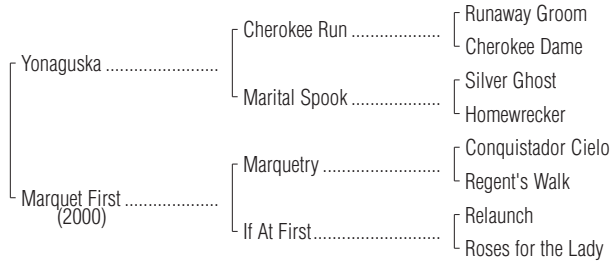 Runaway Groom
Cherokee Run ..................
Cherokee Dame
Yonaguska .......................
Silver Ghost
Marital Spook ..................
Homewrecker
Conquistador Cielo
Marquetry ........................
Regent's Walk
Marquet First ...................
(2000)
Relaunch
If At First..........................
Roses for the Lady